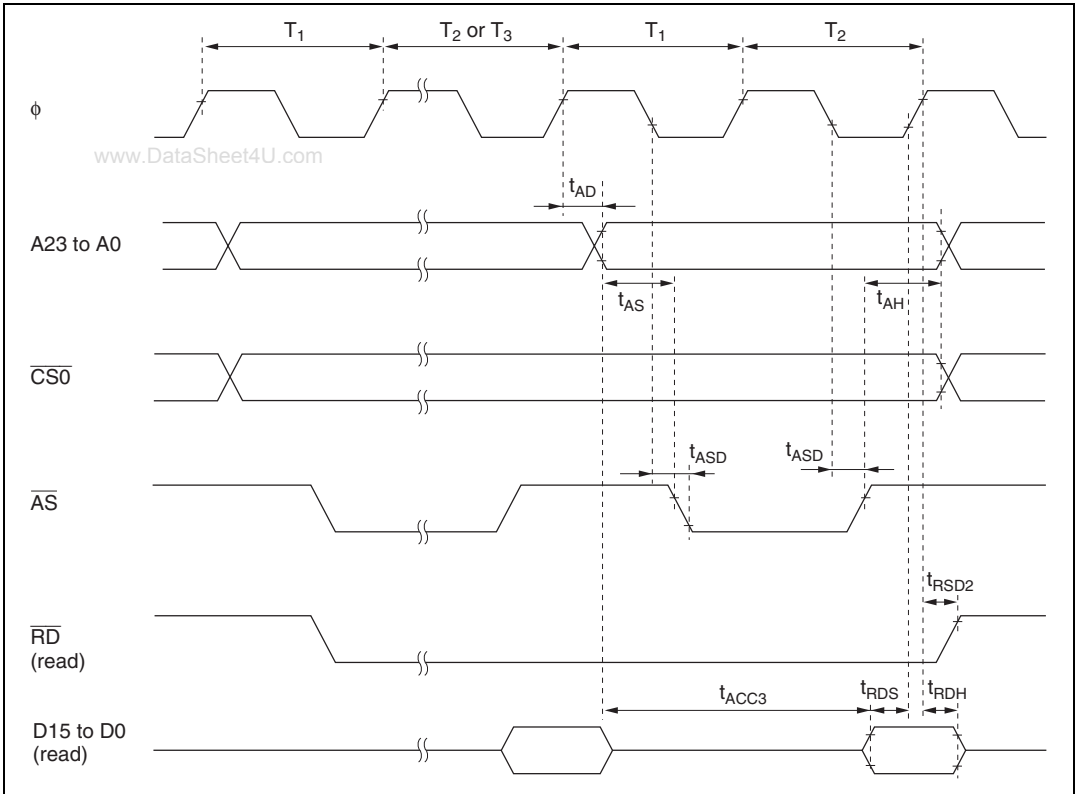 T1 T2 or T3 T1 T2
ϕ
www.DataSheet4U.com
tAD
A23 to A0
tAS tAH
CS0
tASD tASD
AS
tRSD2
RD
(read)
tACC3 tRDS tRDH
D15 to D0
(read)